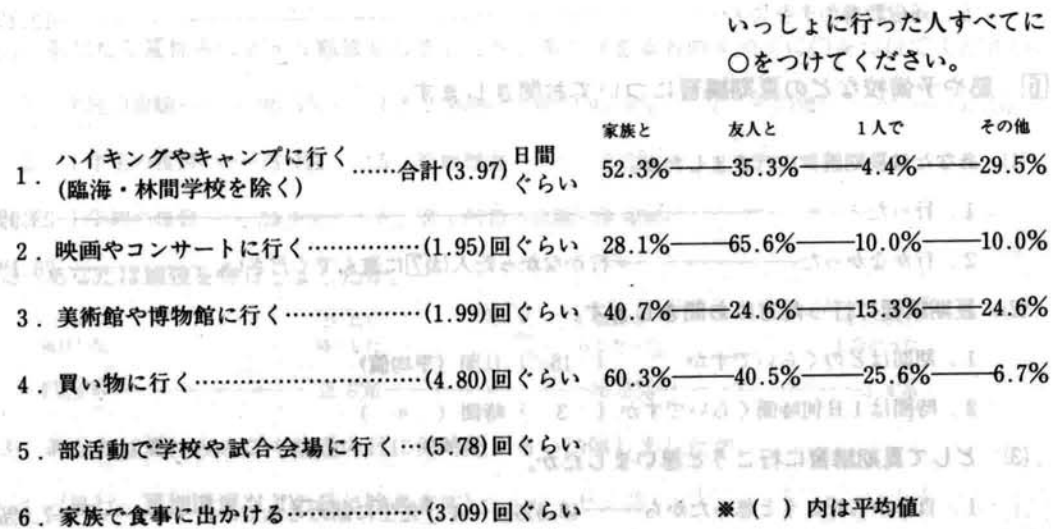 いっしょに行った人すべてに
○をつけてください。
家族と 友人と 1人で その他
1. ハイキングやキャンプに行く (臨海・林間学校を除く) ……合計(3.97)日間ぐらい 52.3%――35.3%――4.4%――29.5%
2. 映画やコンサートに行く……………(1.95)回ぐらい 28.1%――65.6%――10.0%――10.0%
3. 美術館や博物館に行く………………(1.99)回ぐらい 40.7%――24.6%――15.3%――24.6%
4. 買い物に行く…………………………(4.80)回ぐらい 60.3%――40.5%――25.6%――6.7%
5. 部活動で学校や試合会場に行く…(5.78)回ぐらい
6. 家族で食事に出かける………………(3.09)回ぐらい ※( )内は平均値